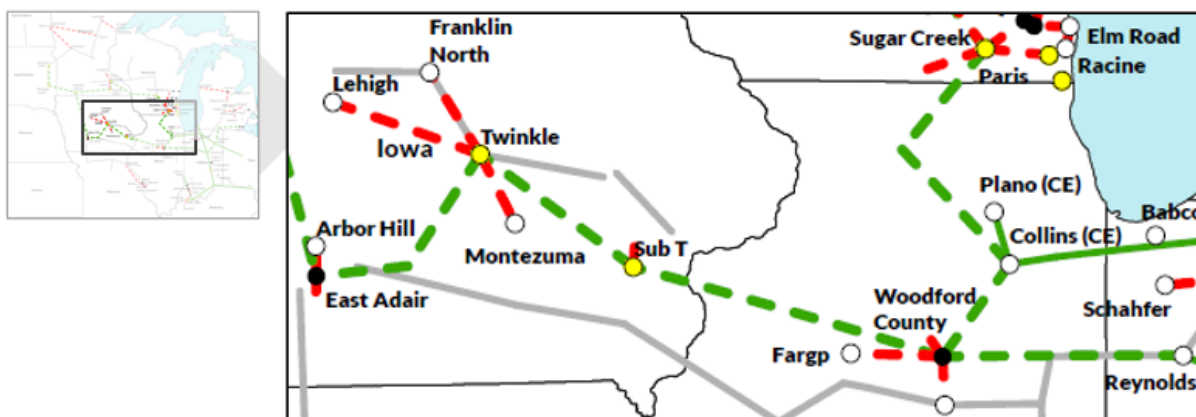 Franklin
North
Lehigh
Iowa
Twinkle
Montezuma
Arbor Hill
East Adair
Sub T
Sugar Creek
Elm Road
Racine
Paris
Plano (CE)
Collins (CE)
Babco
Woodford
County
Fargp
Schahfer
Reynolds